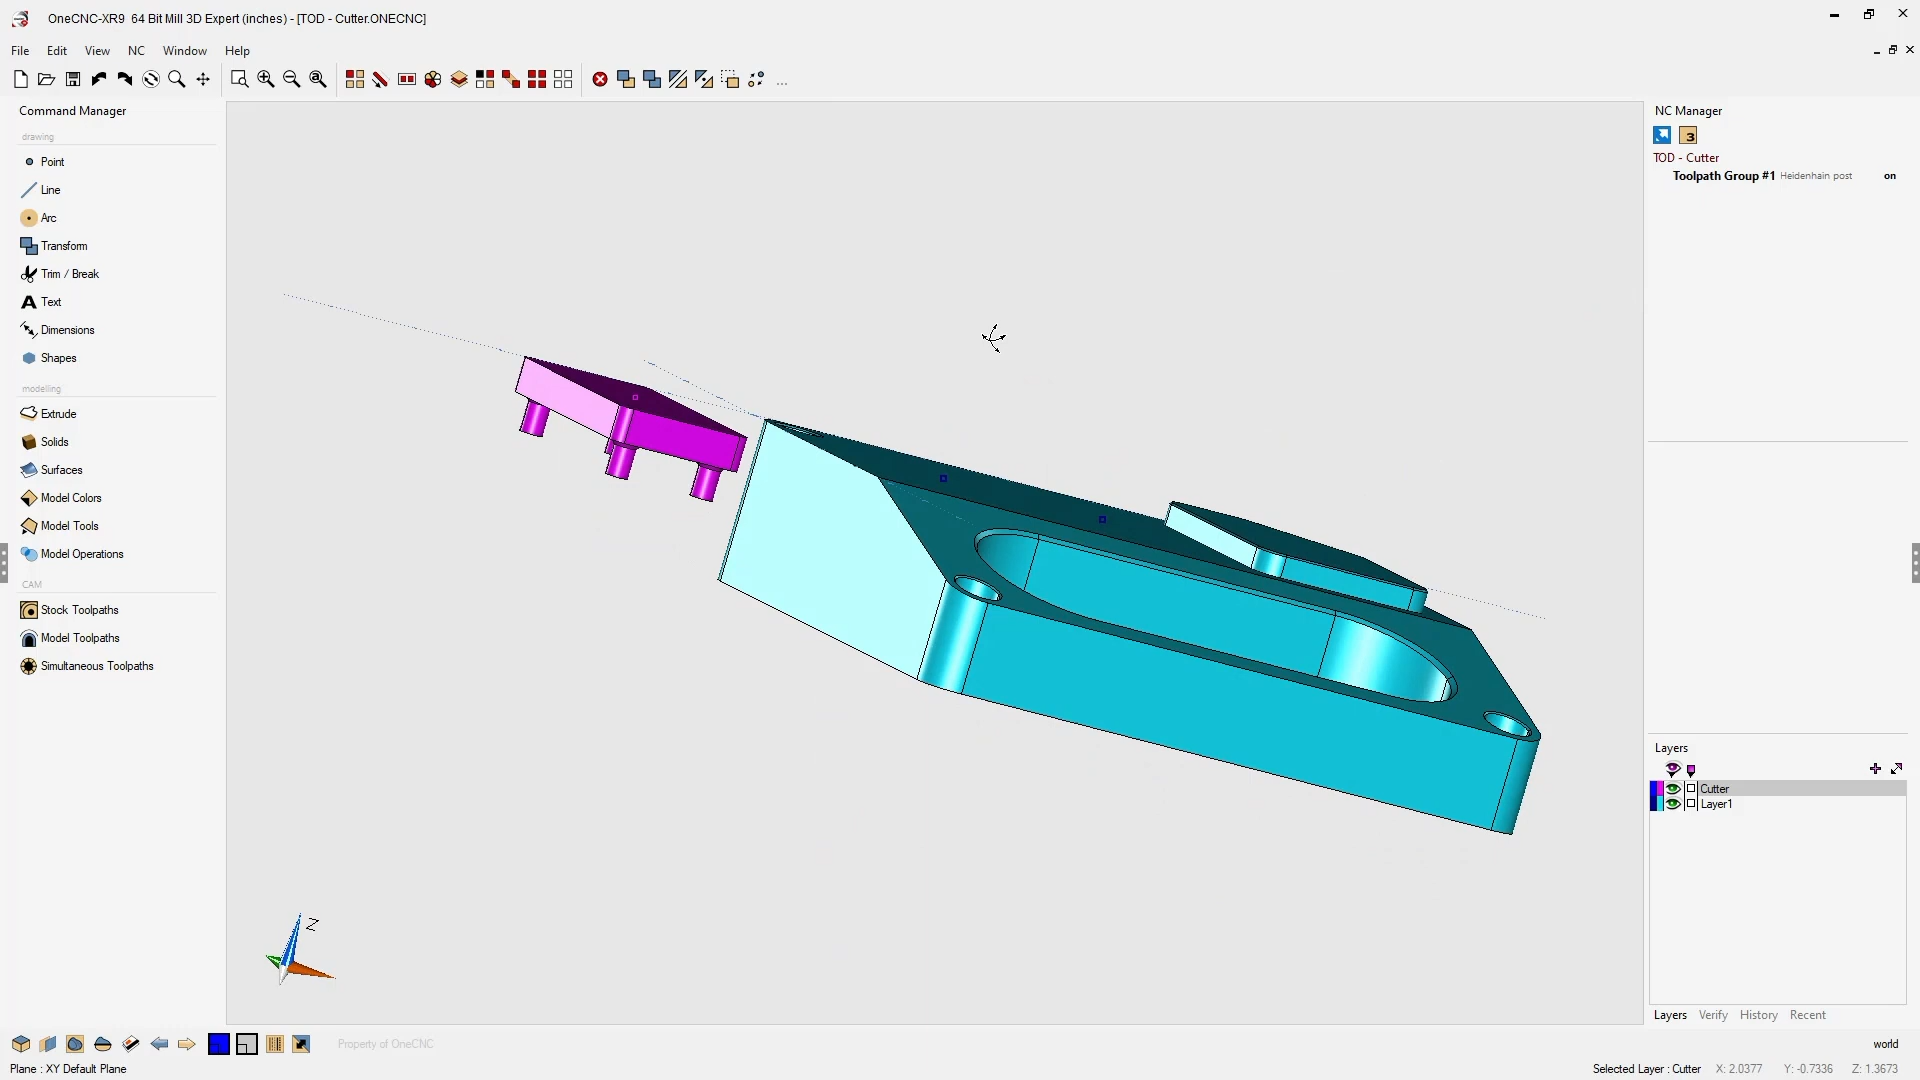 OneCNC-XR9 64 Bit Mill 3D Expert (inches) - [TOD - Cutter.ONECNC]
File Edit View NC Window Help
...
Command Manager
drawing
Point
Line
Arc
Transform
Trim / Break
Text
Dimensions
Shapes
modelling
Extrude
Solids
Surfaces
Model Colors
Model Tools
Model Operations
CAM
Stock Toolpaths
Model Toolpaths
Simultaneous Toolpaths
Z
NC Manager
3
TOD - Cutter
Toolpath Group #1 Heidenhain post on
Layers
Cutter
Layer1
Layers Verify History Recent
Property of OneCNC
world
Plane : XY Default Plane
Selected Layer : Cutter X: 2.0377 Y: -0.7336 Z: 1.3673